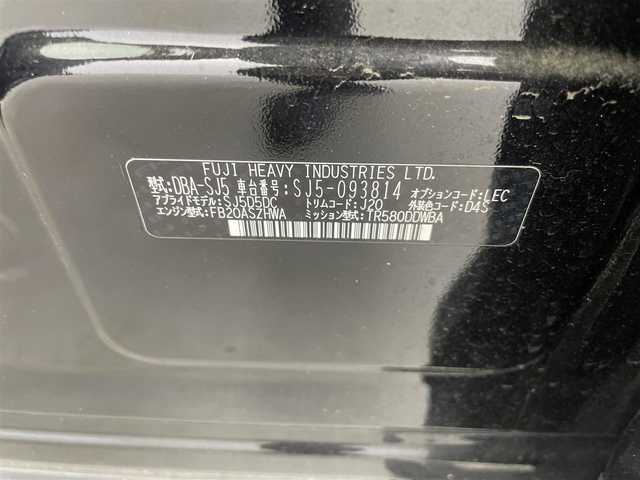 FUJI HEAVY INDUSTRIES LTD.
型式:DBA-SJ5 車台番号:SJ5-093814 オプションコード:LEC
アプライドモデル:SJ5D5DC トリムコード:J20 外装色コード:D4S
エンジン型式:FB20ASZHWA ミッション型式:TR580DDWBA